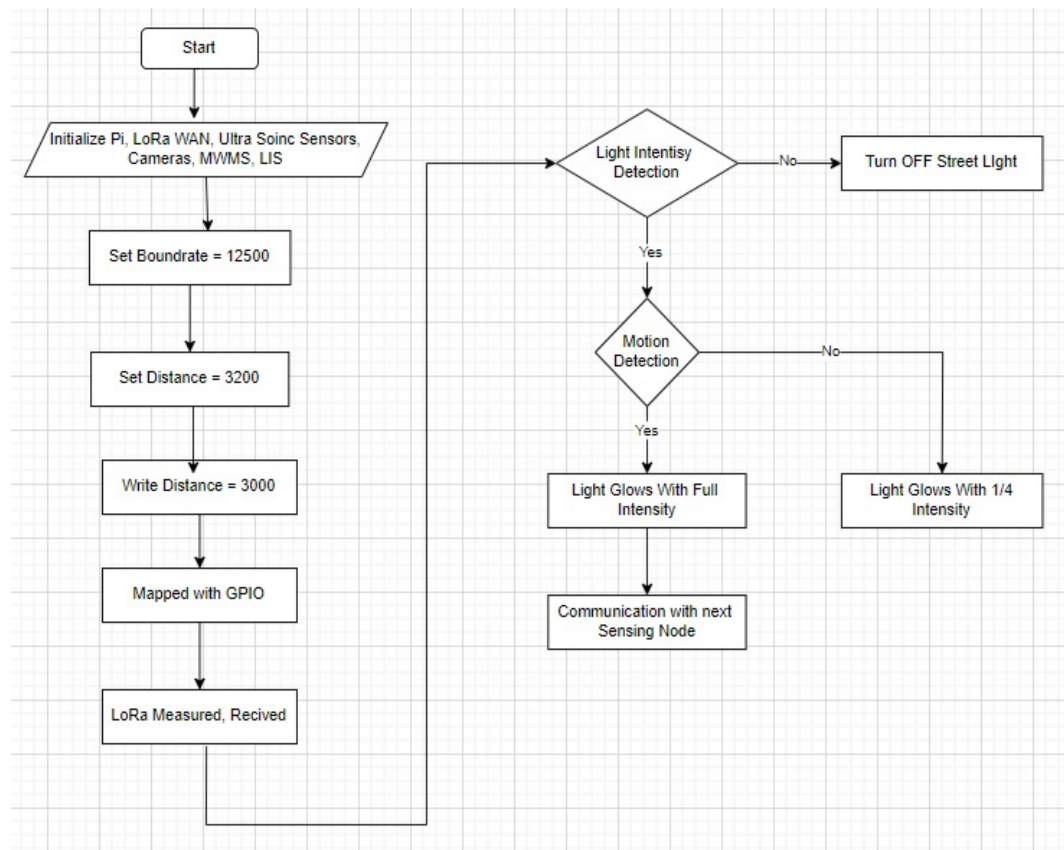 Start
Initialize Pi, LoRa WAN, Ultra Soinc Sensors,
Cameras, MWMS, LIS
Set Boundrate = 12500
Set Distance = 3200
Write Distance = 3000
Mapped with GPIO
LoRa Measured, Recived
Light Intentisy
Detection
No
Turn OFF Street LIght
Yes
Motion
Detection
No
Yes
Light Glows With Full
Intensity
Light Glows With 1/4
Intensity
Communication with next
Sensing Node